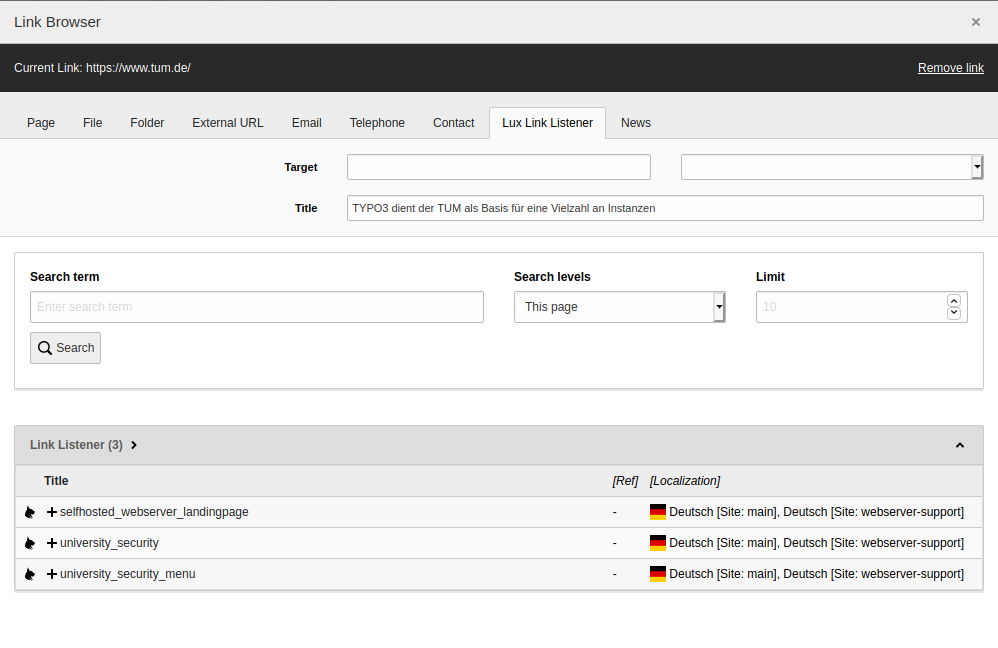 Link Browser ×
Current Link: https://www.tum.de/ Remove link
Page File Folder External URL Email Telephone Contact Lux Link Listener News
Target
Title TYPO3 dient der TUM als Basis für eine Vielzahl an Instanzen
Search term Search levels Limit
Enter search term This page 10
Search
Link Listener (3)
Title [Ref] [Localization]
selfhosted_webserver_landingpage - Deutsch [Site: main], Deutsch [Site: webserver-support]
university_security - Deutsch [Site: main], Deutsch [Site: webserver-support]
university_security_menu - Deutsch [Site: main], Deutsch [Site: webserver-support]